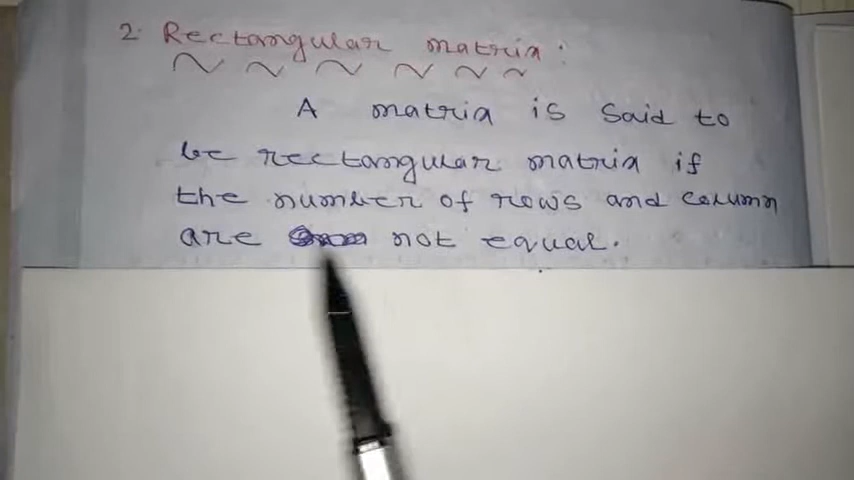 2. Rectangular matrix:
A matrix is said to
be rectangular matrix if
the number of rows and column
are not equal.